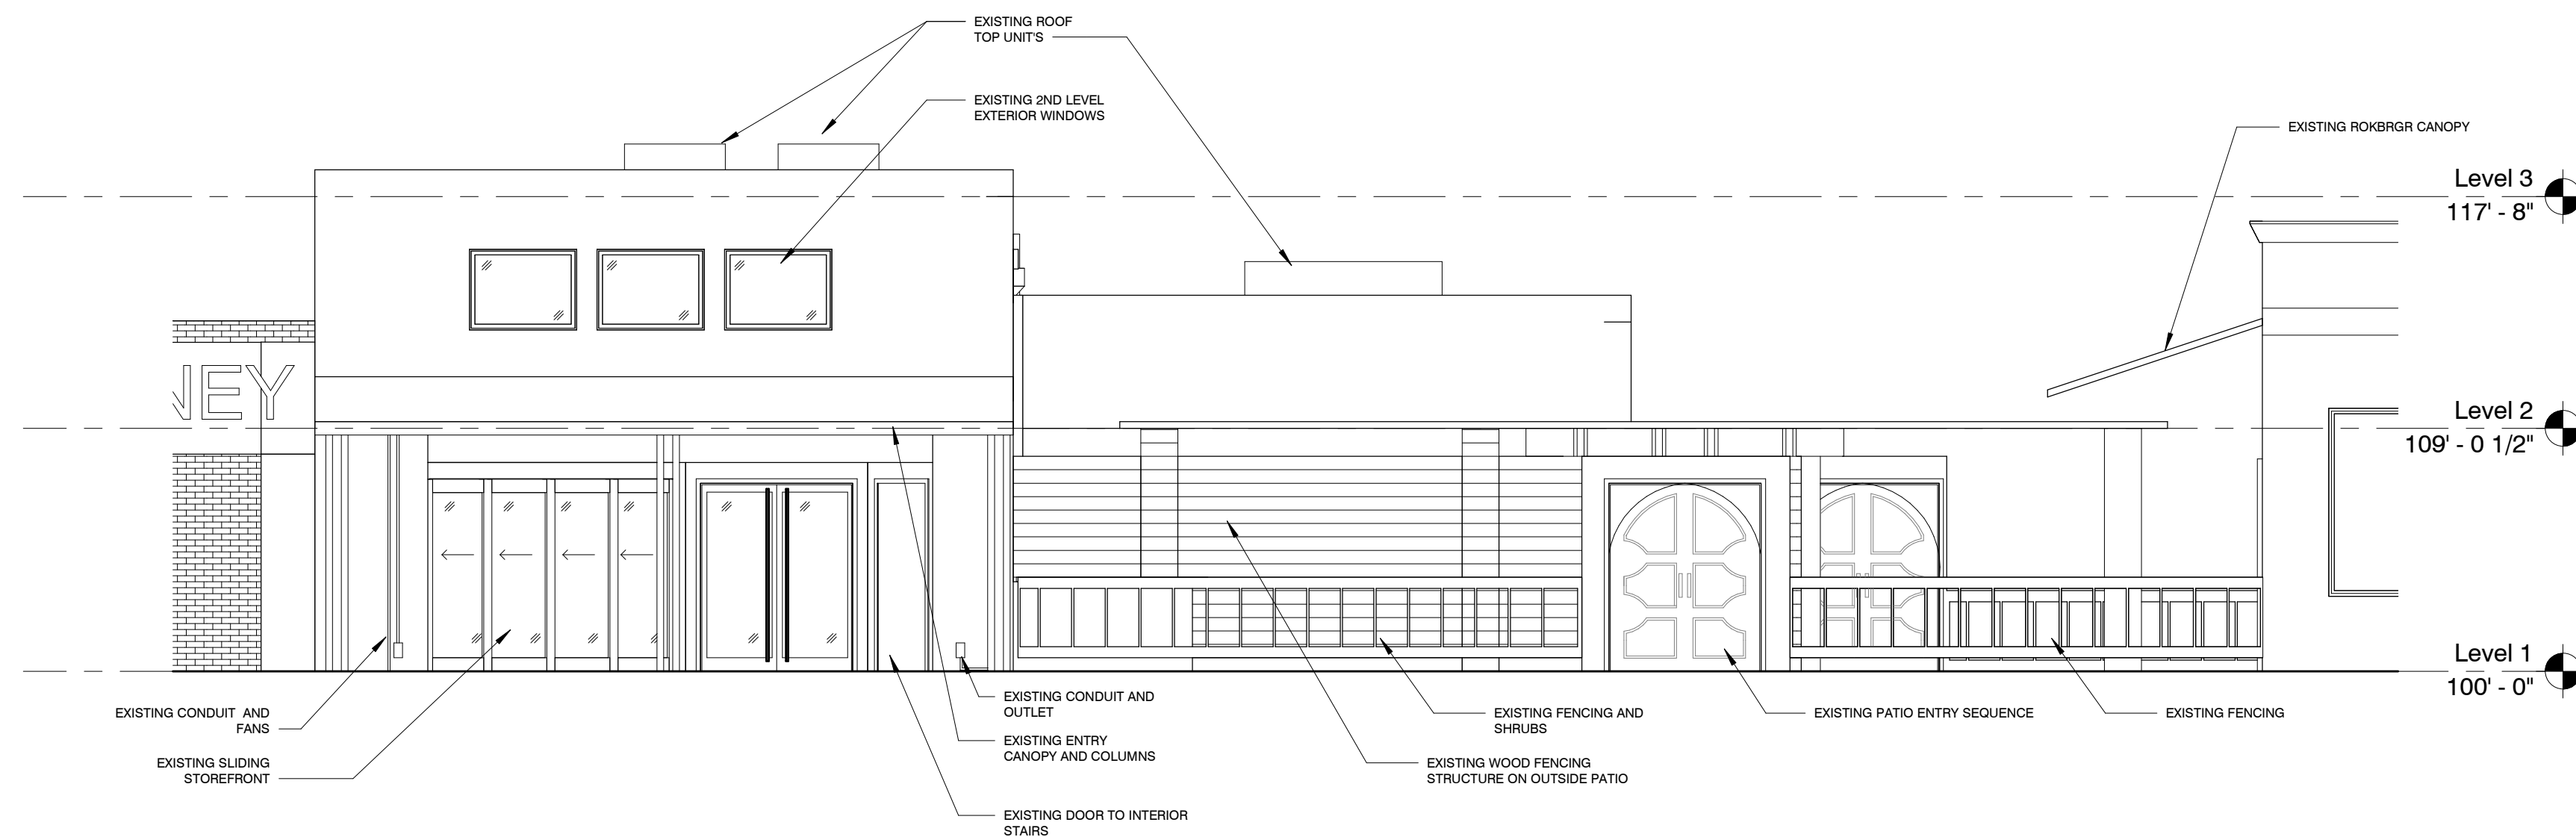 EXISTING ROOF
TOP UNIT'S
EXISTING 2ND LEVEL
EXTERIOR WINDOWS
EXISTING ROKBRGR CANOPY
Level 3
117' - 8"
NEY
Level 2
109' - 0 1/2"
Level 1
100' - 0"
EXISTING CONDUIT AND
FANS
EXISTING SLIDING
STOREFRONT
EXISTING CONDUIT AND
OUTLET
EXISTING ENTRY
CANOPY AND COLUMNS
EXISTING DOOR TO INTERIOR
STAIRS
EXISTING FENCING AND
SHRUBS
EXISTING WOOD FENCING
STRUCTURE ON OUTSIDE PATIO
EXISTING PATIO ENTRY SEQUENCE
EXISTING FENCING